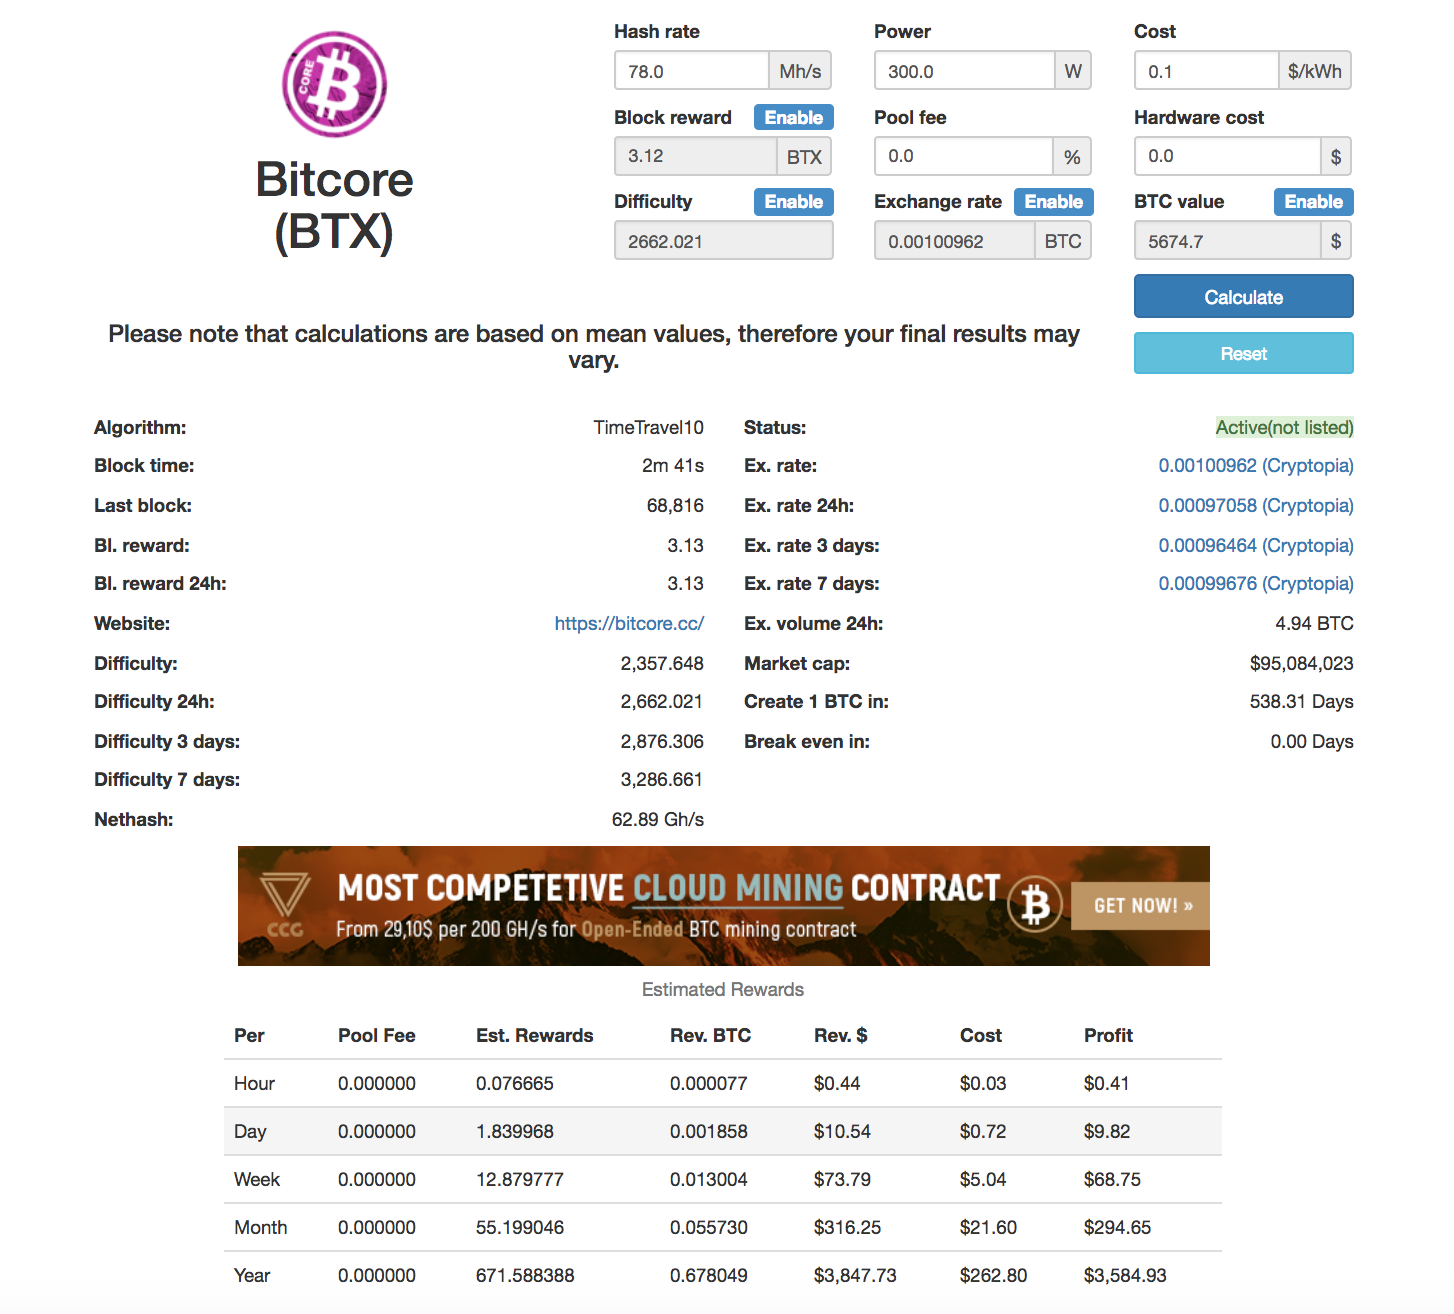 CORE
Bitcore
(BTX)
Hash rate
78.0 Mh/s
Power
300.0 W
Cost
0.1 $/kWh
Block reward Enable
3.12 BTX
Pool fee
0.0 %
Hardware cost
0.0 $
Difficulty Enable
2662.021
Exchange rate Enable
0.00100962 BTC
BTC value Enable
5674.7 $
Calculate
Reset
Please note that calculations are based on mean values, therefore your final results may
vary.
Algorithm: TimeTravel10
Block time: 2m 41s
Last block: 68,816
Bl. reward: 3.13
Bl. reward 24h: 3.13
Website: https://bitcore.cc/
Difficulty: 2,357.648
Difficulty 24h: 2,662.021
Difficulty 3 days: 2,876.306
Difficulty 7 days: 3,286.661
Nethash: 62.89 Gh/s
Status: Active(not listed)
Ex. rate: 0.00100962 (Cryptopia)
Ex. rate 24h: 0.00097058 (Cryptopia)
Ex. rate 3 days: 0.00096464 (Cryptopia)
Ex. rate 7 days: 0.00099676 (Cryptopia)
Ex. volume 24h: 4.94 BTC
Market cap: $95,084,023
Create 1 BTC in: 538.31 Days
Break even in: 0.00 Days
CCG
MOST COMPETETIVE CLOUD MINING CONTRACT
From 29,10$ per 200 GH/s for Open-Ended BTC mining contract
GET NOW! »
Estimated Rewards
Per Pool Fee Est. Rewards Rev. BTC Rev. $ Cost Profit
Hour 0.000000 0.076665 0.000077 $0.44 $0.03 $0.41
Day 0.000000 1.839968 0.001858 $10.54 $0.72 $9.82
Week 0.000000 12.879777 0.013004 $73.79 $5.04 $68.75
Month 0.000000 55.199046 0.055730 $316.25 $21.60 $294.65
Year 0.000000 671.588388 0.678049 $3,847.73 $262.80 $3,584.93